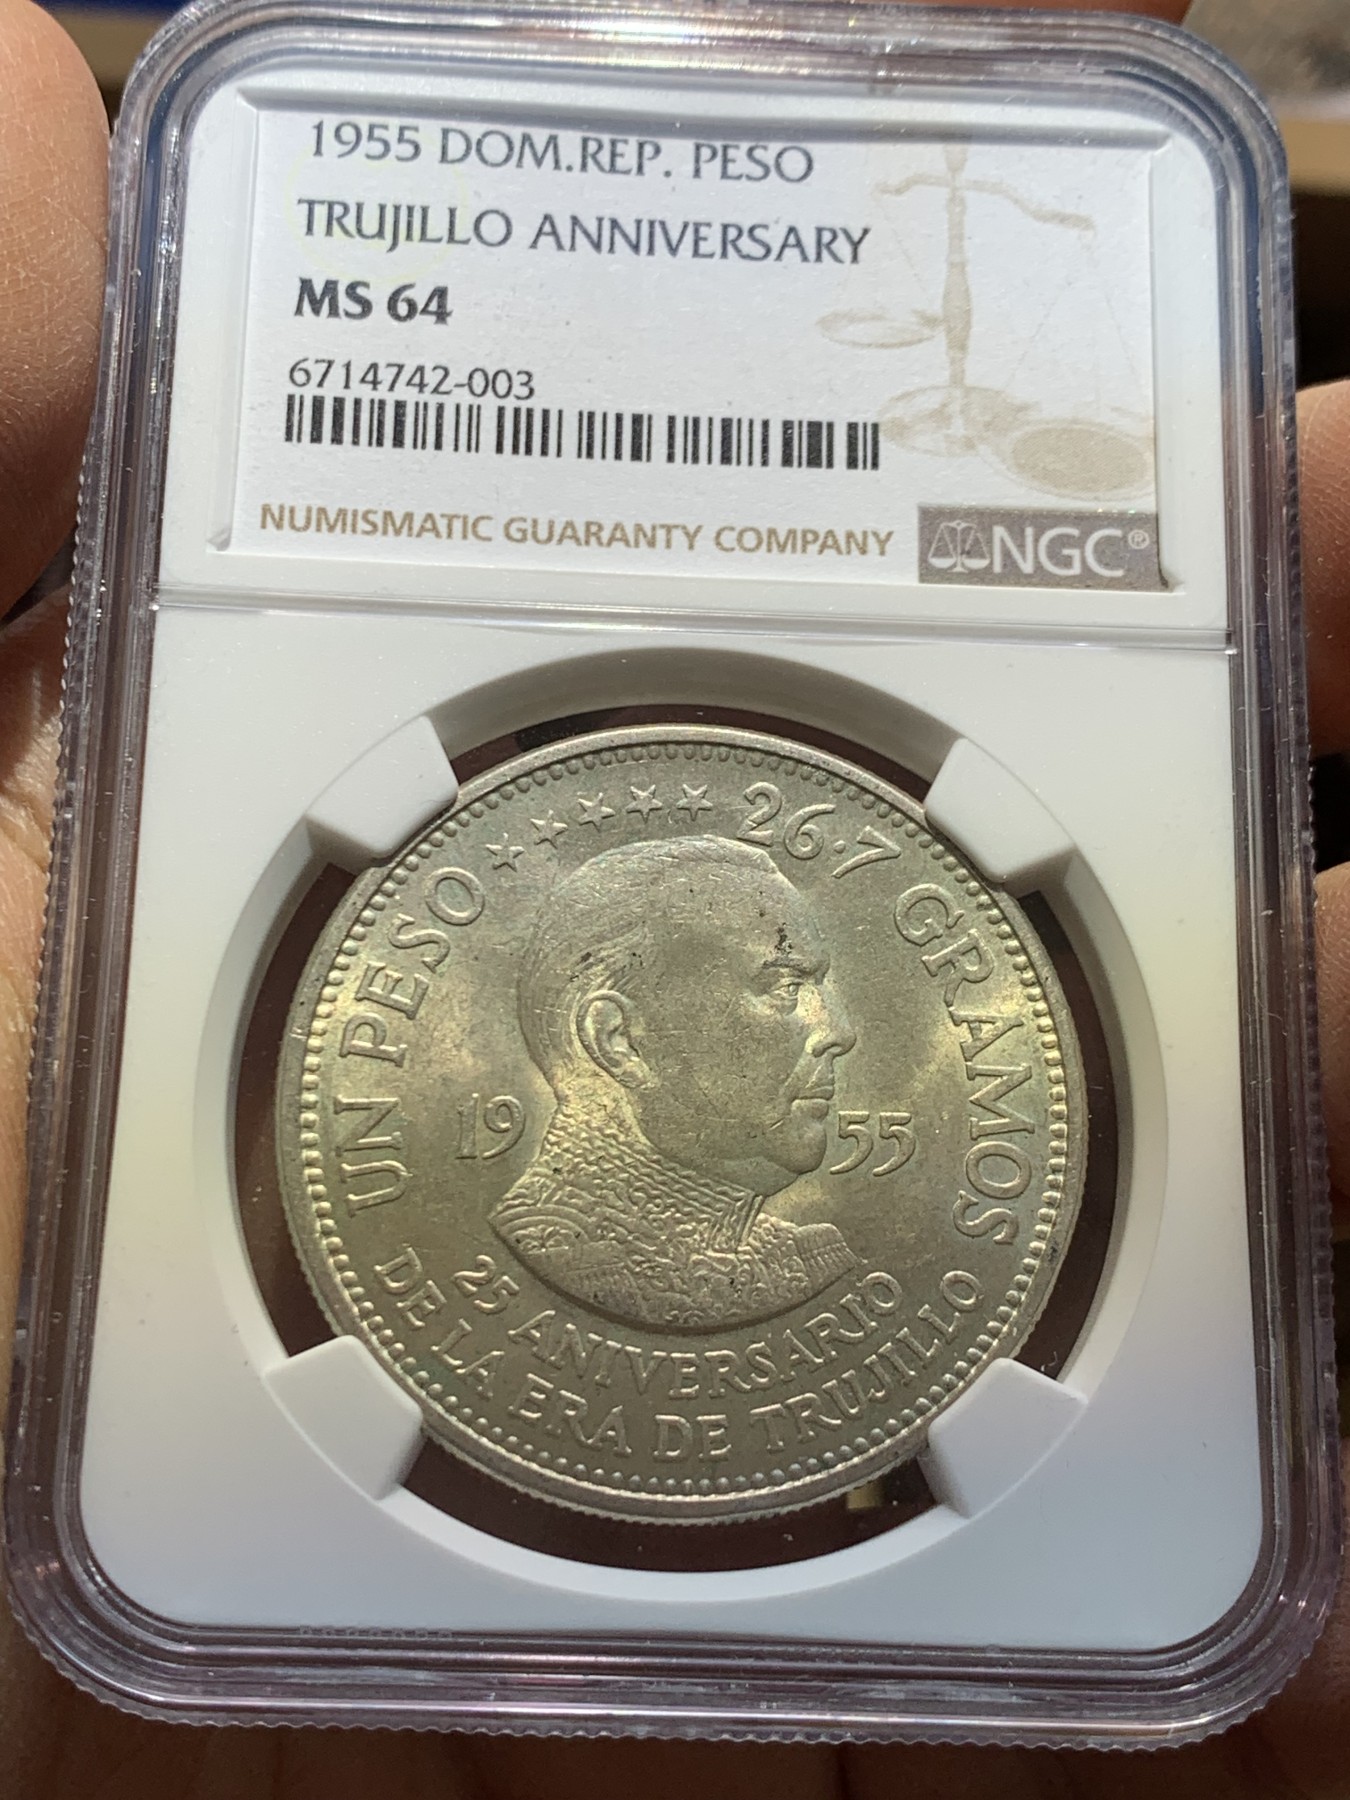 1955 DOM.REP. PESO
TRUJILLO ANNIVERSARY
MS 64
6714742-003
NUMISMATIC GUARANTY COMPANY
NGC®
UN PESO ★★★★★ 26·7 GRAMOS
19 55
25 ANIVERSARIO
DE LA ERA DE TRUJILLO